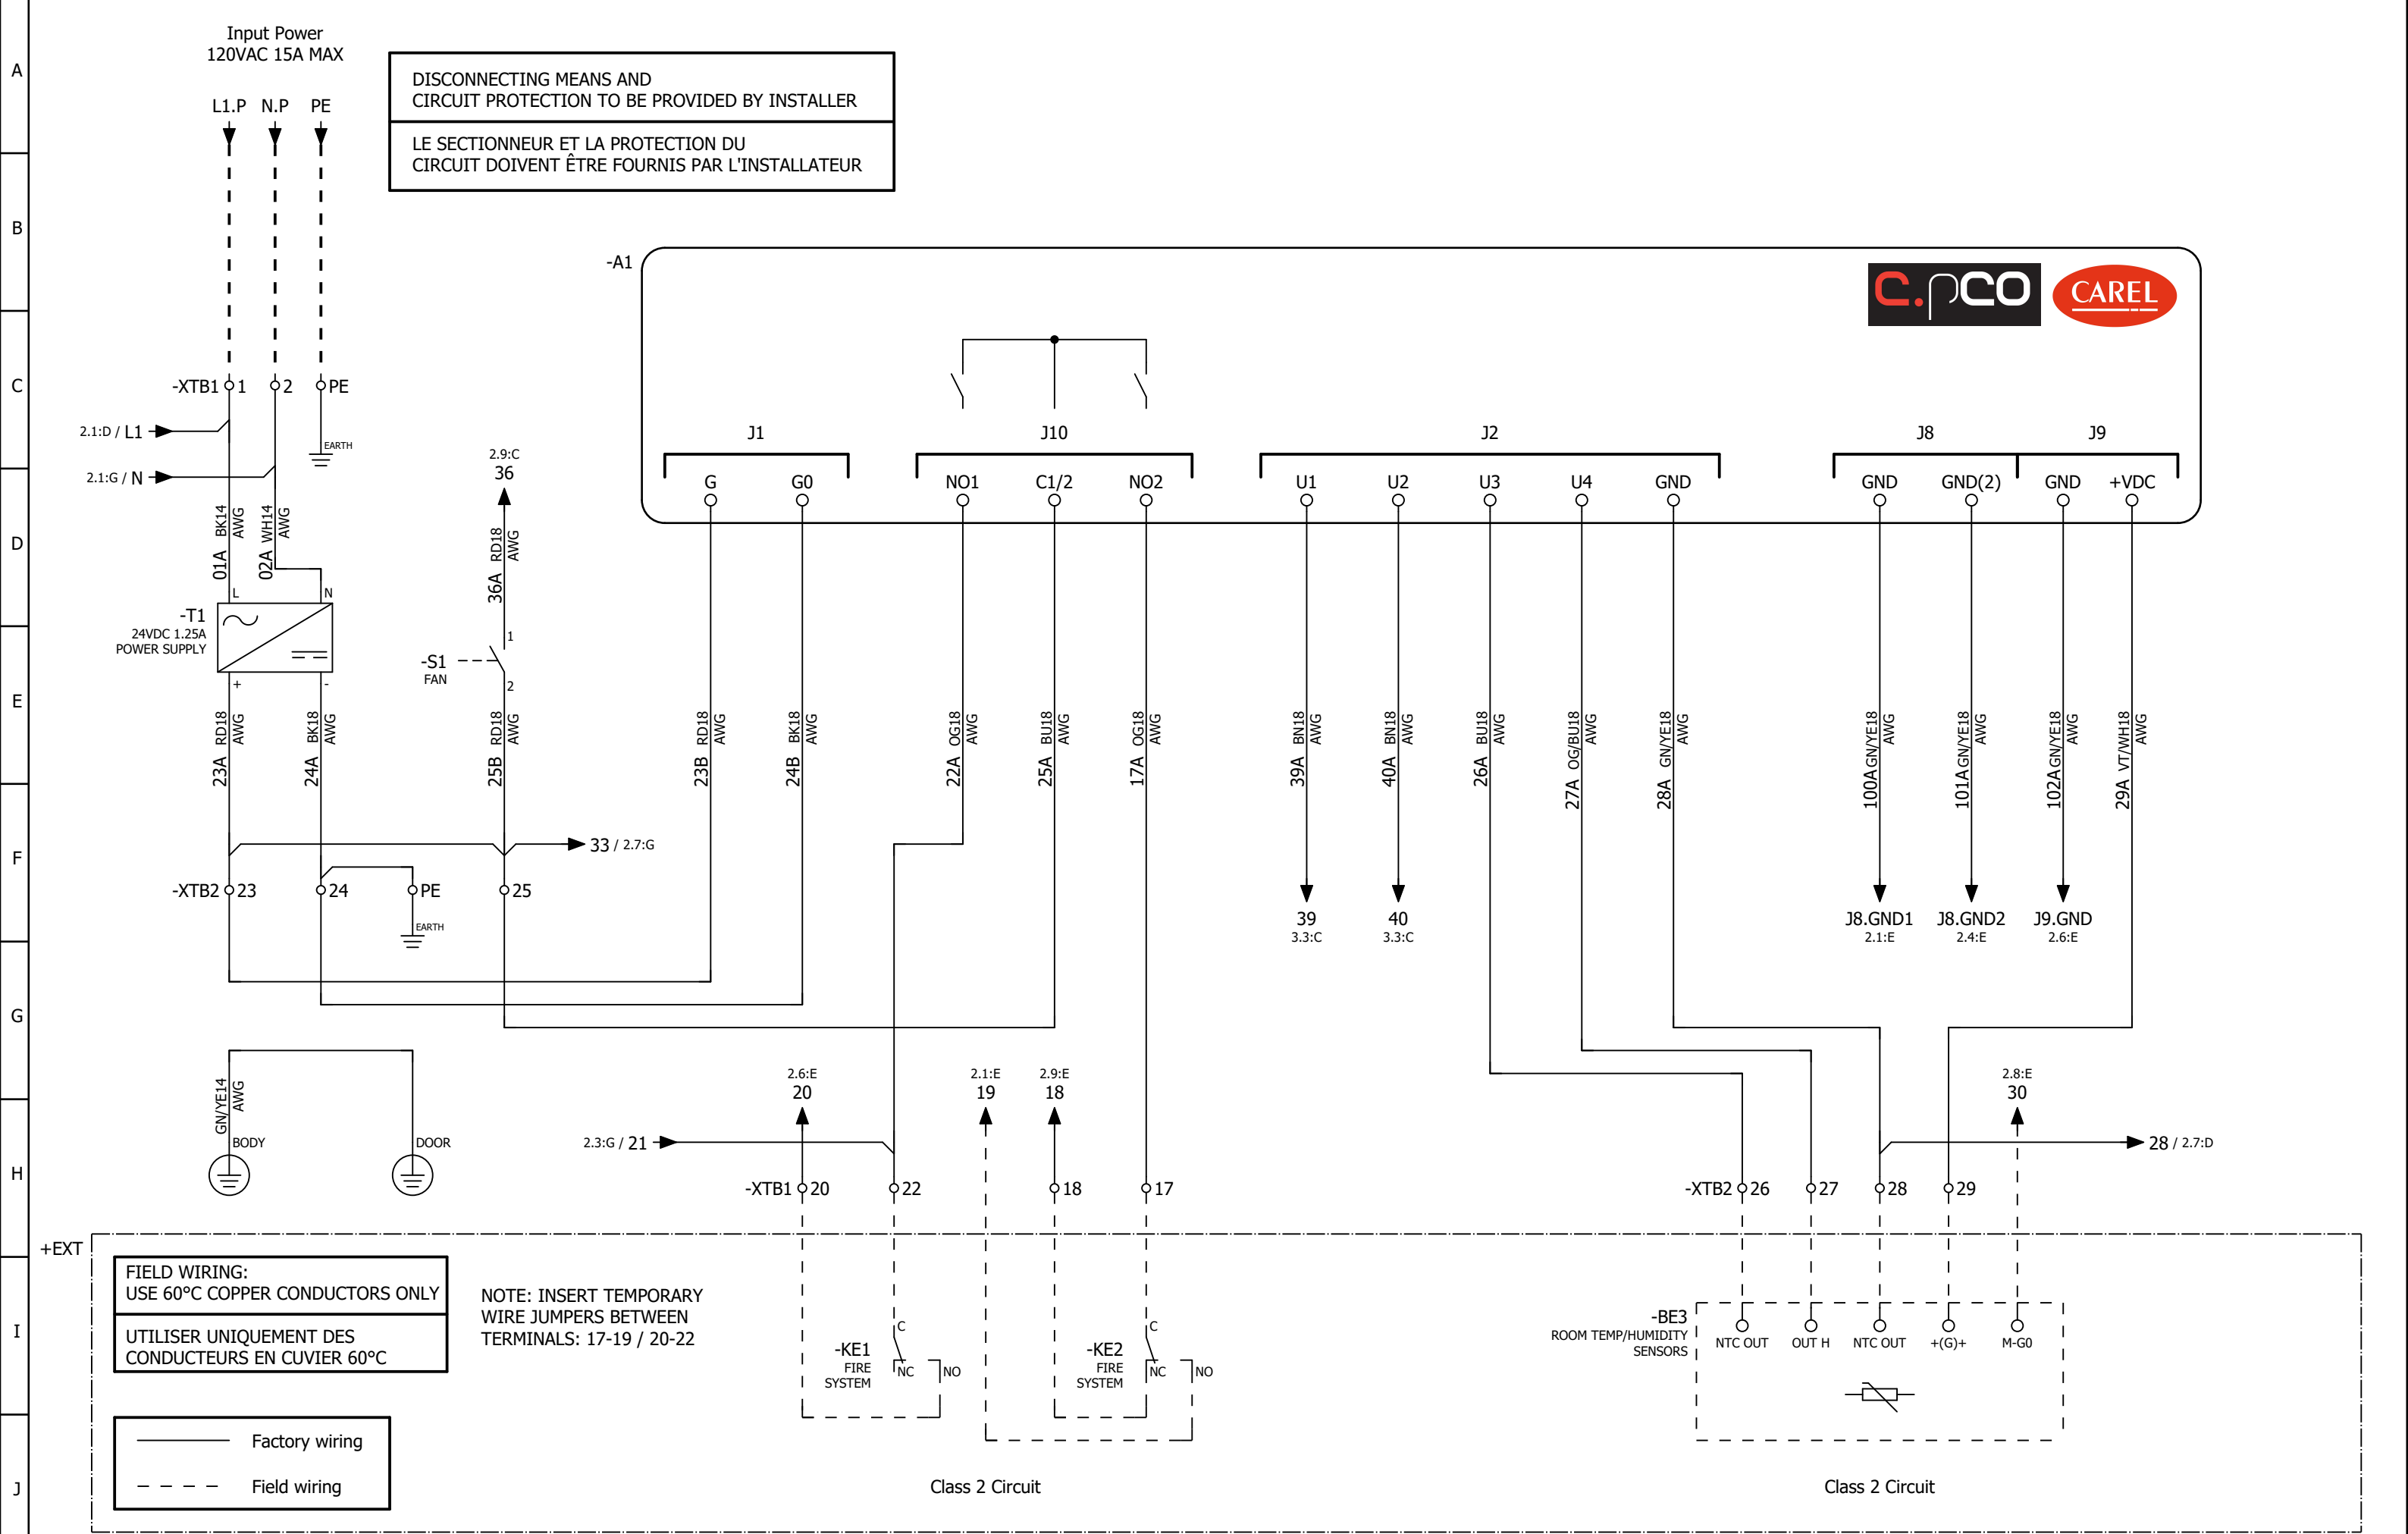 Input Power
120VAC 15A MAX
L1.P N.P PE
DISCONNECTING MEANS AND
CIRCUIT PROTECTION TO BE PROVIDED BY INSTALLER
LE SECTIONNEUR ET LA PROTECTION DU
CIRCUIT DOIVENT ÊTRE FOURNIS PAR L'INSTALLATEUR
A
B
C
D
E
F
G
H
I
J
-A1
c.pCO
CAREL
-XTB1 1 2 PE
2.1:D / L1
EARTH
2.1:G / N
01A BK14 AWG
02A WH14 AWG
L N
-T1
24VDC 1.25A
POWER SUPPLY
+ -
23A RD18 AWG
24A BK18 AWG
2.9:C
36
36A RD18 AWG
1
-S1
FAN
2
25B RD18 AWG
J1
G G0
J10
NO1 C1/2 NO2
J2
U1 U2 U3 U4 GND
J8
GND GND(2)
J9
GND +VDC
23B RD18 AWG
24B BK18 AWG
22A OG18 AWG
25A BU18 AWG
17A OG18 AWG
39A BN18 AWG
40A BN18 AWG
26A BU18 AWG
27A OG/BU18 AWG
28A GN/YE18 AWG
100A GN/YE18 AWG
101A GN/YE18 AWG
102A GN/YE18 AWG
29A VT/WH18 AWG
33 / 2.7:G
-XTB2 23 24 PE 25
EARTH
39
3.3:C
40
3.3:C
J8.GND1
2.1:E
J8.GND2
2.4:E
J9.GND
2.6:E
GN/YE14 AWG
BODY
DOOR
2.6:E
20
2.1:E
19
2.9:E
18
2.8:E
30
2.3:G / 21
28 / 2.7:D
-XTB1 20 22 18 17
-XTB2 26 27 28 29
+EXT
FIELD WIRING:
USE 60°C COPPER CONDUCTORS ONLY
UTILISER UNIQUEMENT DES
CONDUCTEURS EN CUVIER 60°C
NOTE: INSERT TEMPORARY
WIRE JUMPERS BETWEEN
TERMINALS: 17-19 / 20-22
C
-KE1
FIRE
SYSTEM
NC NO
C
-KE2
FIRE
SYSTEM
NC NO
-BE3
ROOM TEMP/HUMIDITY
SENSORS
NTC OUT OUT H NTC OUT +(G)+ M-G0
Factory wiring
Field wiring
Class 2 Circuit
Class 2 Circuit